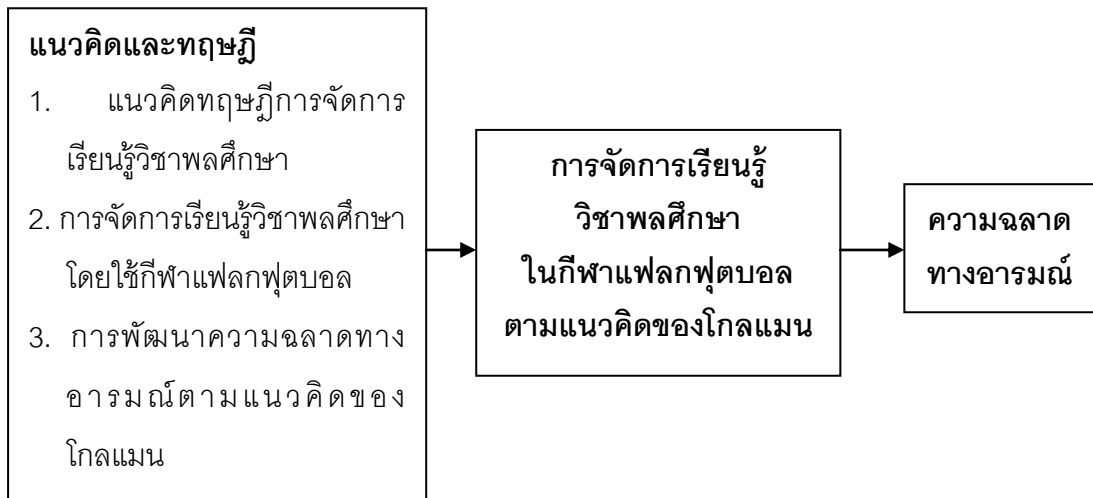 แนวคิดและทฤษฎี
1. แนวคิดทฤษฎีการจัดการ
เรียนรู้วิชาพลศึกษา
2. การจัดการเรียนรู้วิชาพลศึกษา
โดยใช้กีฬาแฟลกฟุตบอล
3. การพัฒนาความฉลาดทาง
อารมณ์ตามแนวคิดของ
โกลแมน
การจัดการเรียนรู้
วิชาพลศึกษา
ในกีฬาแฟลกฟุตบอล
ตามแนวคิดของโกลแมน
ความฉลาด
ทางอารมณ์